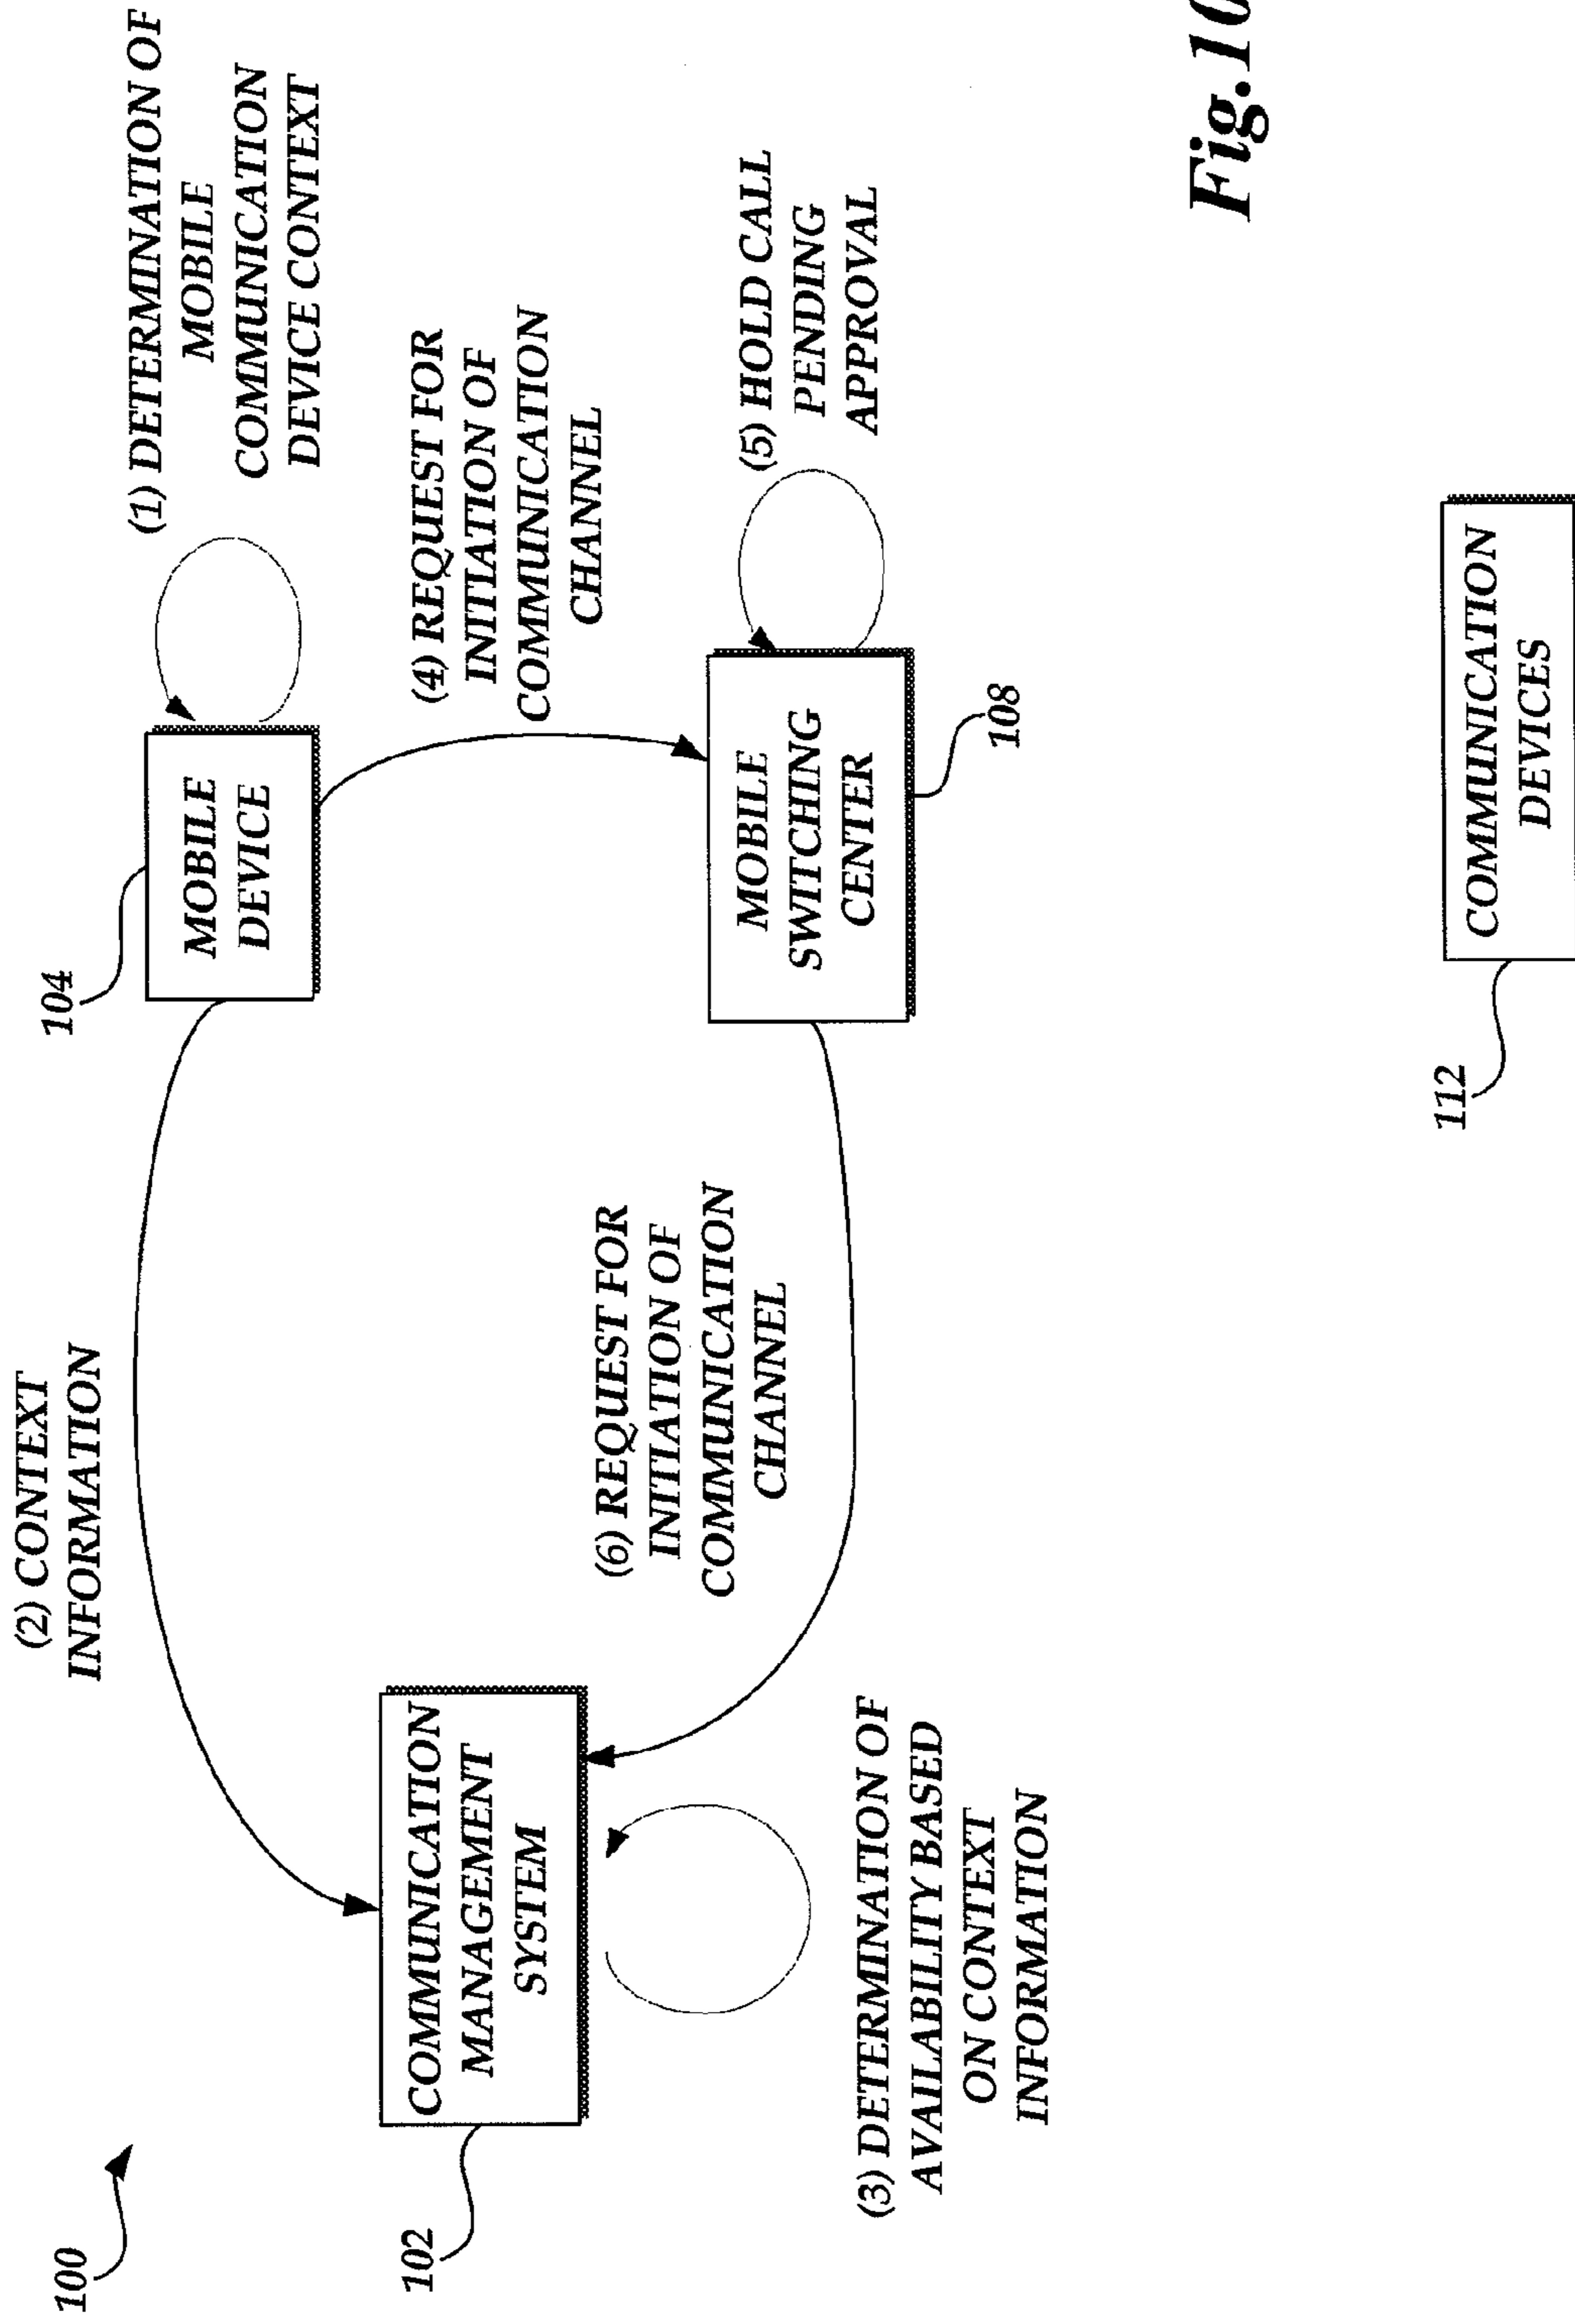 100
(2) CONTEXT
INFORMATION
104
MOBILE
DEVICE
(1) DETERMINATION OF
MOBILE
COMMUNICATION
DEVICE CONTEXT
102
COMMUNICATION
MANAGEMENT
SYSTEM
(4) REQUEST FOR
INITIATION OF
COMMUNICATION
CHANNEL
(6) REQUEST FOR
INITIATION OF
COMMUNICATION
CHANNEL
MOBILE
SWITCHING
CENTER
108
(5) HOLD CALL
PENDING
APPROVAL
(3) DETERMINATION OF
AVAILABILITY BASED
ON CONTEXT
INFORMATION
112
COMMUNICATION
DEVICES
Fig.10